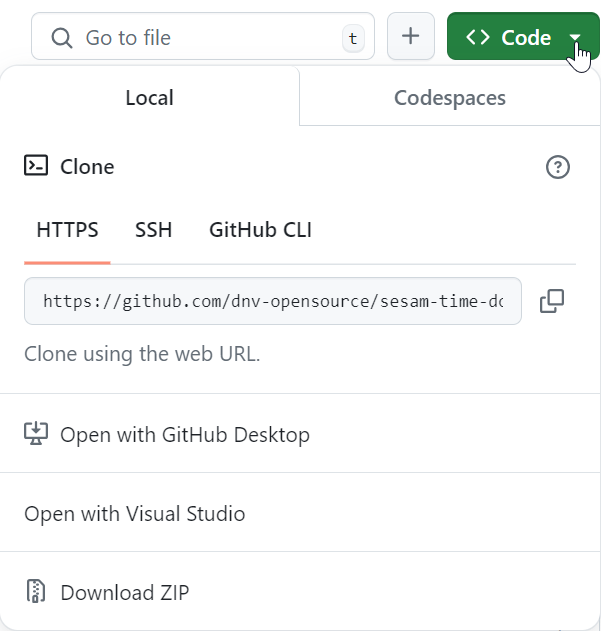 Go to file t Code
Local Codespaces
Clone
HTTPS SSH GitHub CLI
https://github.com/dnv-opensource/sesam-time-do
Clone using the web URL.
Open with GitHub Desktop
Open with Visual Studio
Download ZIP